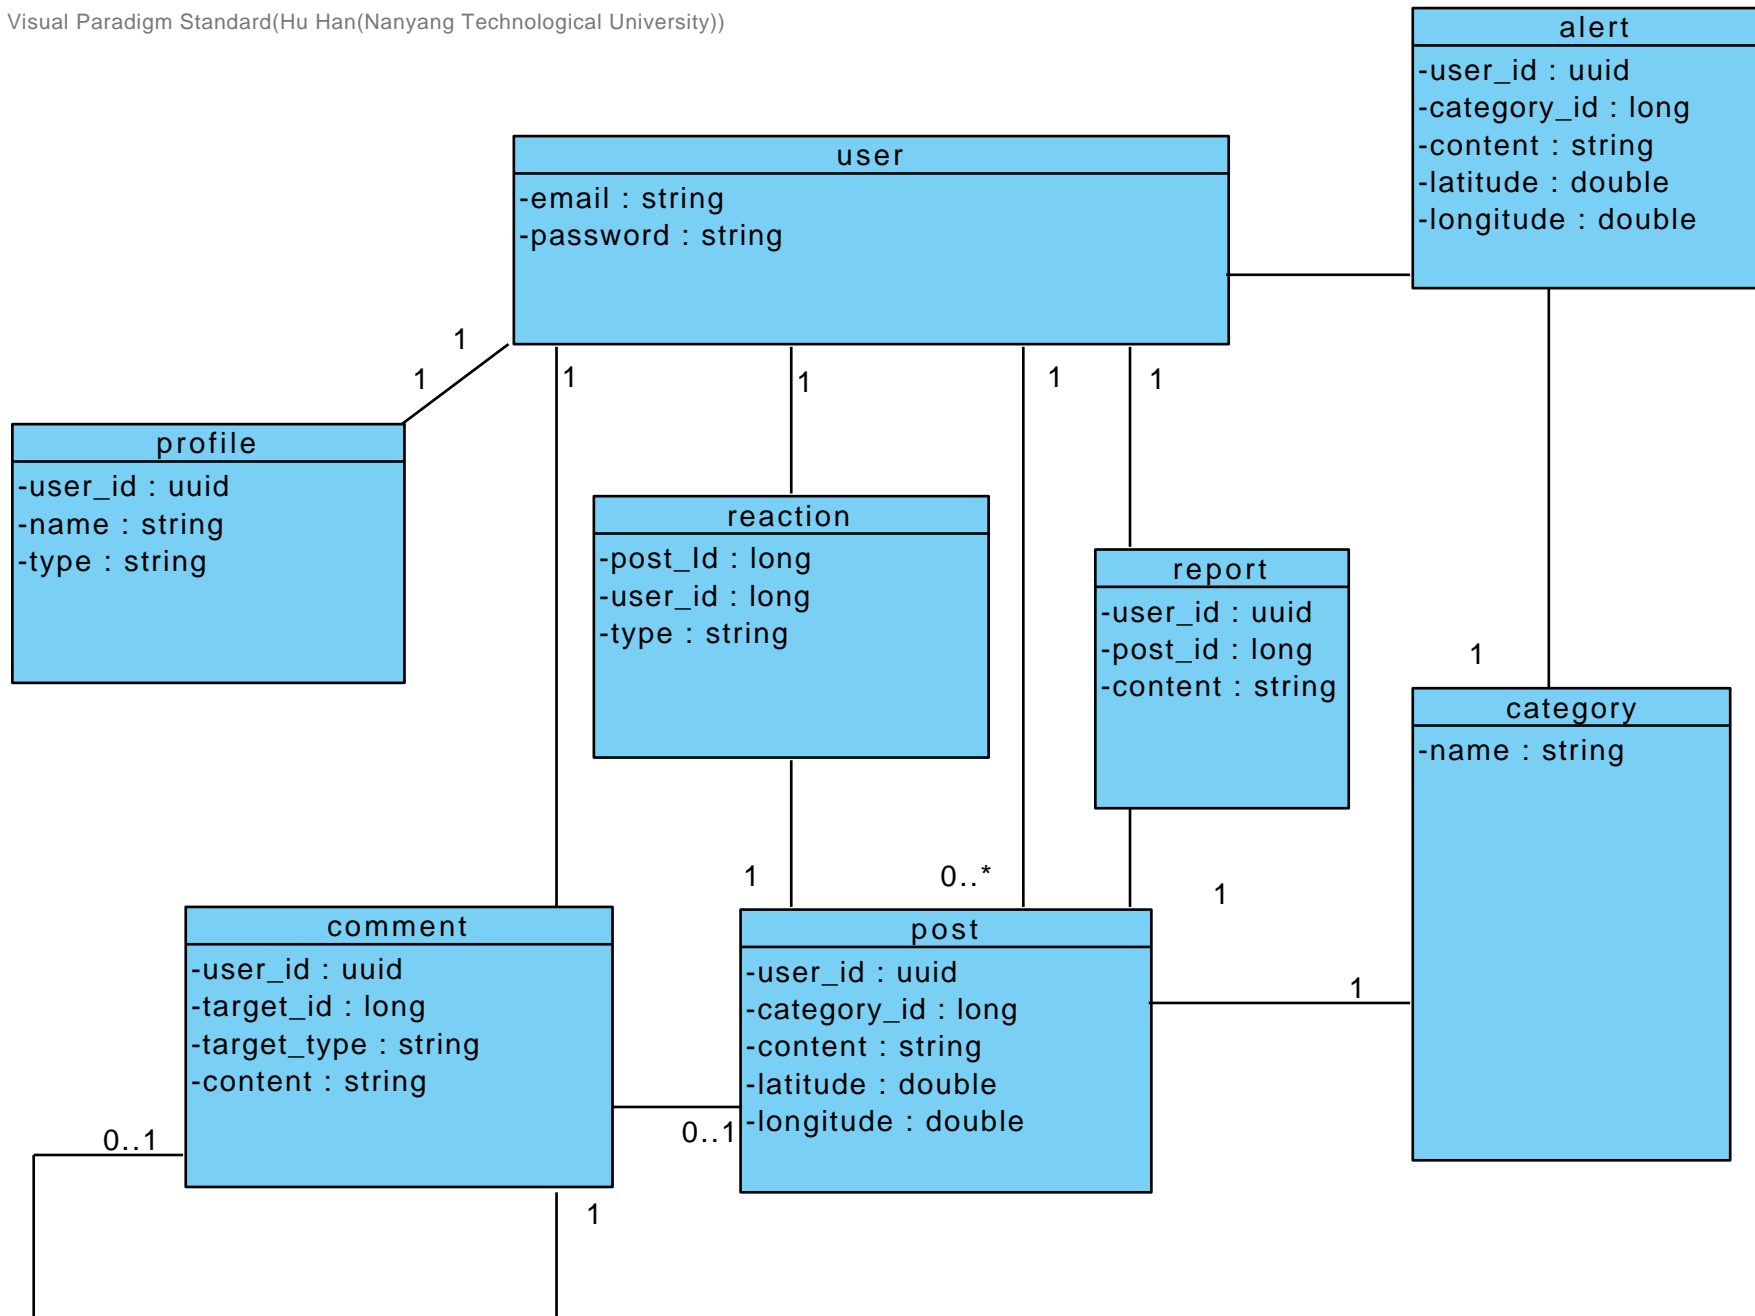 Visual Paradigm Standard(Hu Han(Nanyang Technological University))
alert
-user_id : uuid
-category_id : long
-content : string
-latitude : double
-longitude : double
user
-email : string
-password : string
1
1
1
1
1
1
profile
-user_id : uuid
-name : string
-type : string
reaction
-post_Id : long
-user_id : long
-type : string
report
-user_id : uuid
-post_id : long
-content : string
1
category
-name : string
1
0..*
1
comment
-user_id : uuid
-target_id : long
-target_type : string
-content : string
post
-user_id : uuid
-category_id : long
-content : string
-latitude : double
-longitude : double
1
0..1
0..1
1